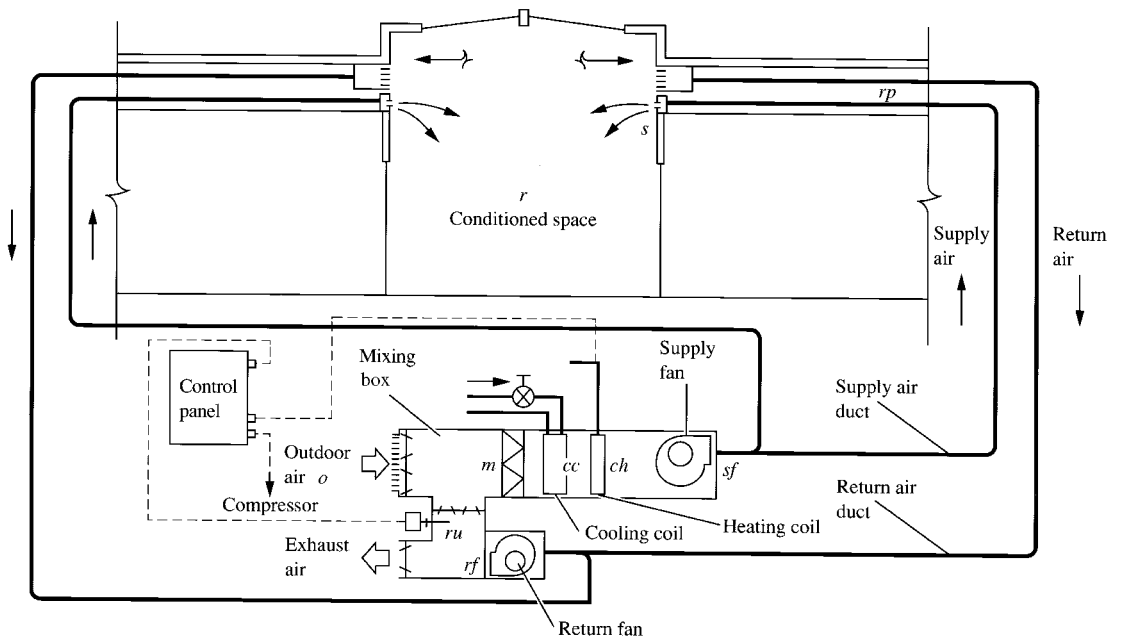 rp
s
r
Conditioned space
Supply
air
Return
air
Mixing
box
Supply
fan
Control
panel
Supply air
duct
Outdoor
air o
m
cc
ch
sf
Compressor
Return air
duct
Cooling coil
Heating coil
ru
Exhaust
air
rf
Return fan